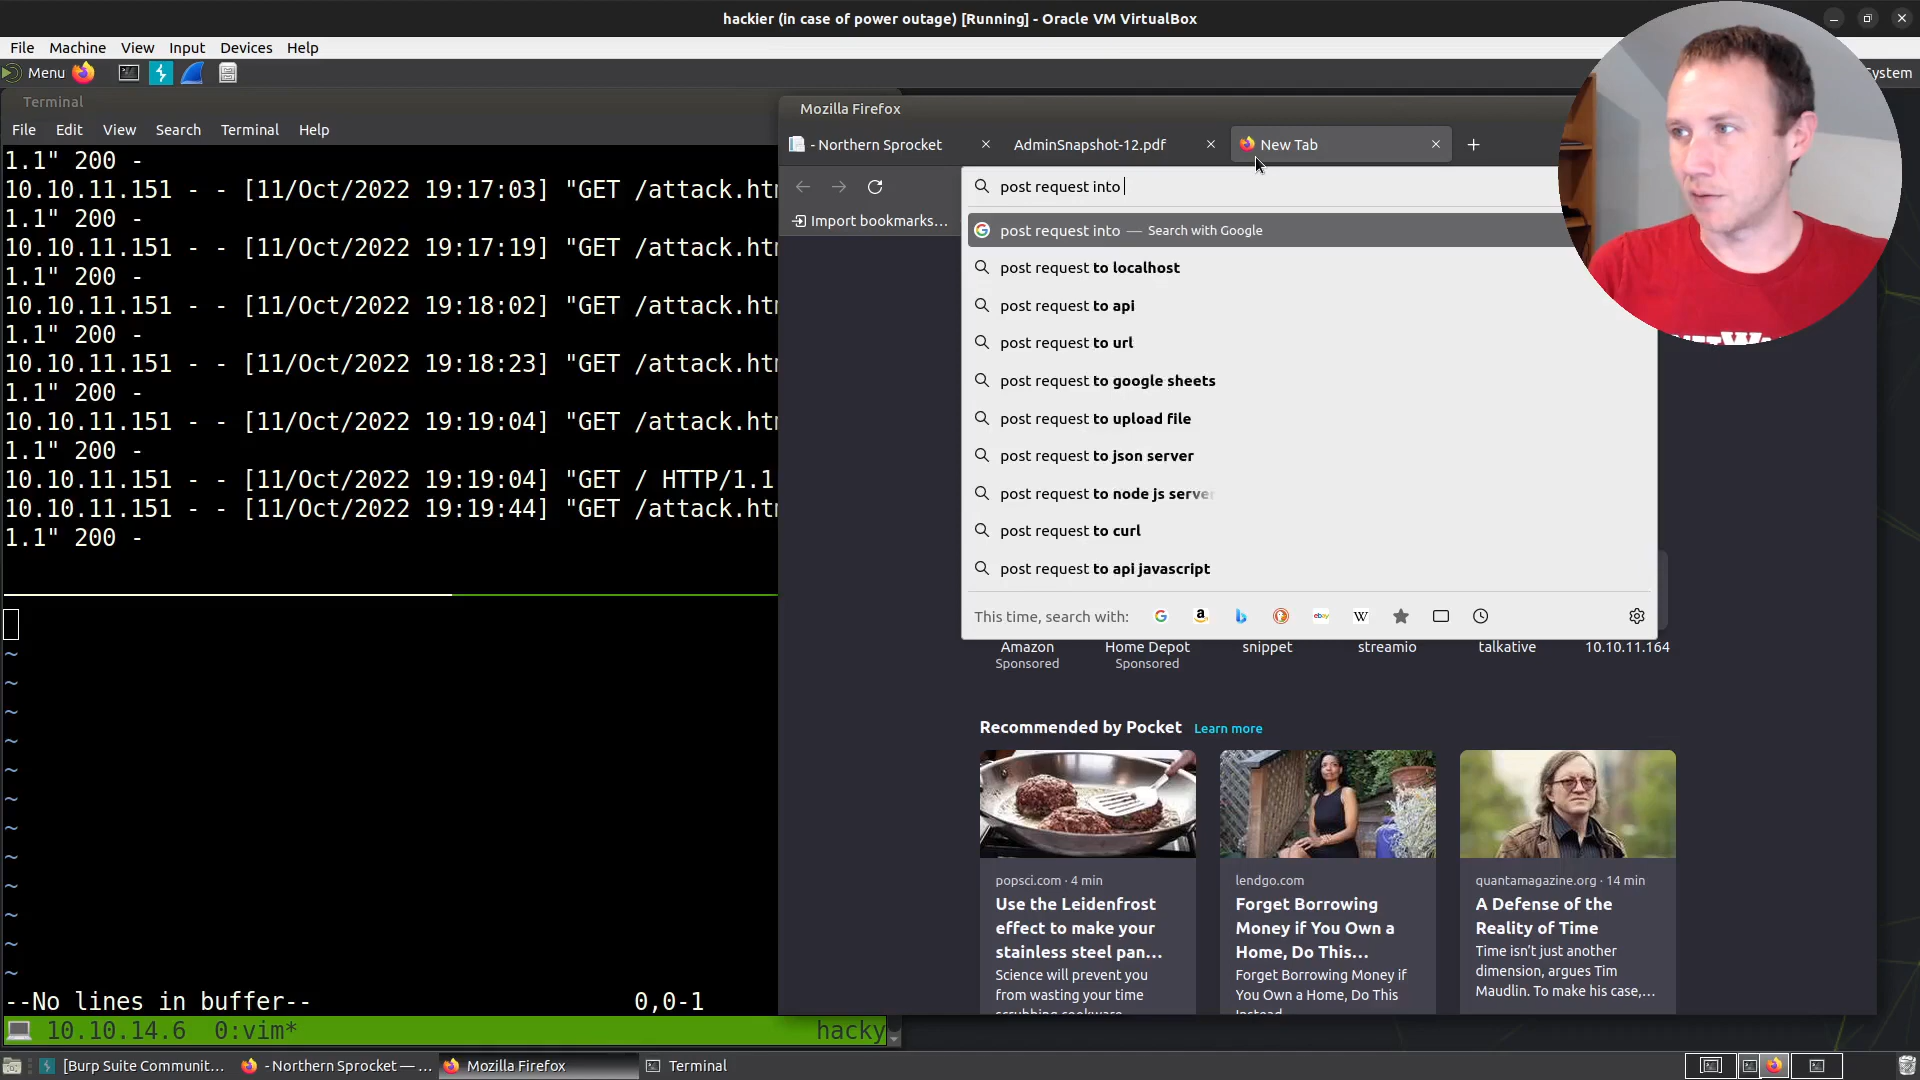 hackier (in case of power outage) [Running] - Oracle VM VirtualBox
File Machine View Input Devices Help
Menu
System
Terminal
File Edit View Search Terminal Help
1.1" 200 -
10.10.11.151 - - [11/Oct/2022 19:17:03] "GET /attack.htm
1.1" 200 -
10.10.11.151 - - [11/Oct/2022 19:17:19] "GET /attack.htm
1.1" 200 -
10.10.11.151 - - [11/Oct/2022 19:18:02] "GET /attack.htm
1.1" 200 -
10.10.11.151 - - [11/Oct/2022 19:18:23] "GET /attack.htm
1.1" 200 -
10.10.11.151 - - [11/Oct/2022 19:19:04] "GET /attack.htm
1.1" 200 -
10.10.11.151 - - [11/Oct/2022 19:19:04] "GET / HTTP/1.1
10.10.11.151 - - [11/Oct/2022 19:19:44] "GET /attack.htm
1.1" 200 -
~
~
~
~
~
~
~
~
~
~
~
~
--No lines in buffer-- 0,0-1
10.10.14.6 0:vim* hacky
Mozilla Firefox
- Northern Sprocket
AdminSnapshot-12.pdf
New Tab
post request into
Import bookmarks…
post request into — Search with Google
post request to localhost
post request to api
post request to url
post request to google sheets
post request to upload file
post request to json server
post request to node js server
post request to curl
post request to api javascript
This time, search with:
Amazon
Sponsored
Home Depot
Sponsored
snippet
streamio
talkative
10.10.11.164
Recommended by Pocket Learn more
popsci.com · 4 min
Use the Leidenfrost
effect to make your
stainless steel pan…
Science will prevent you
from wasting your time
lendgo.com
Forget Borrowing
Money if You Own a
Home, Do This…
Forget Borrowing Money if
You Own a Home, Do This
quantamagazine.org · 14 min
A Defense of the
Reality of Time
Time isn't just another
dimension, argues Tim
Maudlin. To make his case,…
[Burp Suite Communit…
- Northern Sprocket — …
Mozilla Firefox
Terminal